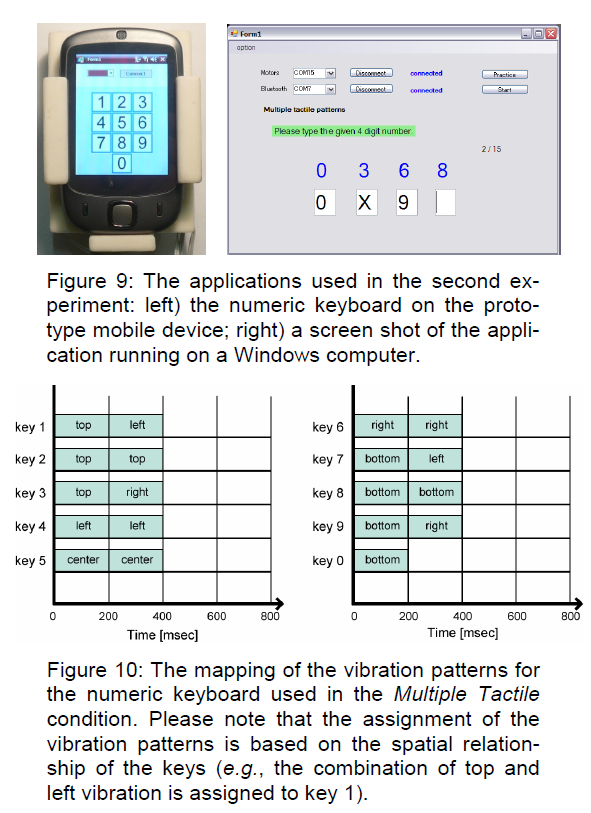 Form1
Connect
1 2 3
4 5 6
7 8 9
0
Form1
option
Motors COM15 Disconnect connected Practice
Bluetooth COM7 Disconnect connected Start
Multiple tactile patterns
Please type the given 4 digit number.
2 / 15
0 3 6 8
0 X 9
Figure 9: The applications used in the second ex-
periment: left) the numeric keyboard on the proto-
type mobile device; right) a screen shot of the appli-
cation running on a Windows computer.
key 1 top left
key 2 top top
key 3 top right
key 4 left left
key 5 center center
0 200 400 600 800
Time [msec]
key 6 right right
key 7 bottom left
key 8 bottom bottom
key 9 bottom right
key 0 bottom
0 200 400 600 800
Time [msec]
Figure 10: The mapping of the vibration patterns for
the numeric keyboard used in the Multiple Tactile
condition. Please note that the assignment of the
vibration patterns is based on the spatial relation-
ship of the keys (e.g., the combination of top and
left vibration is assigned to key 1).